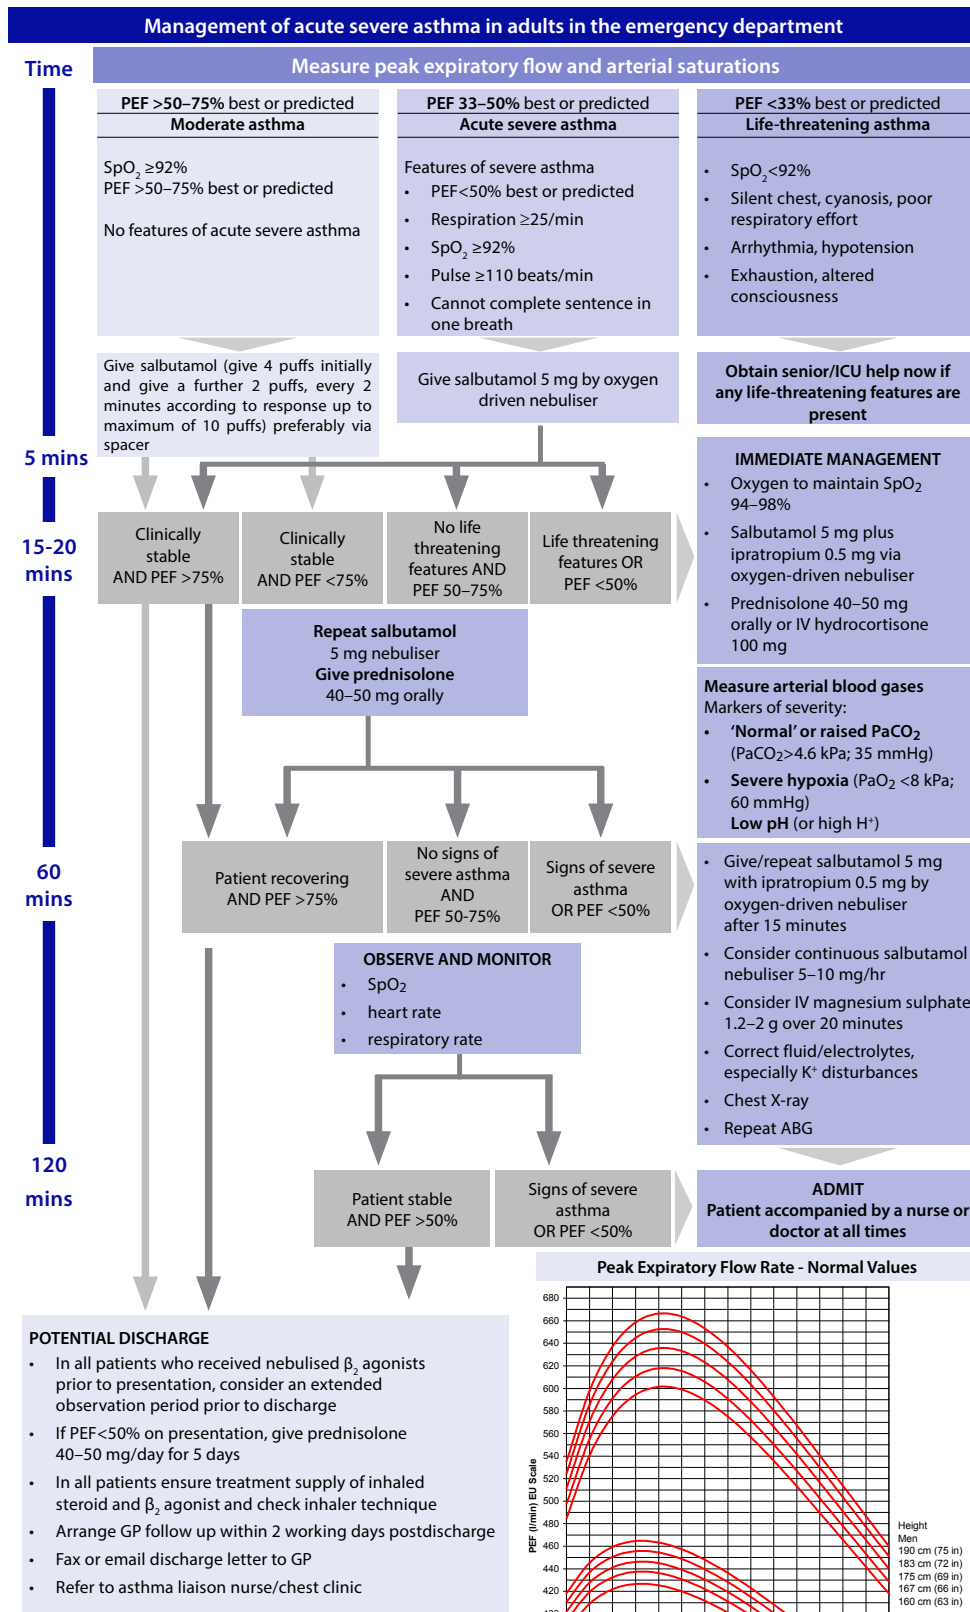 Management of acute severe asthma in adults in the emergency department
Time
Measure peak expiratory flow and arterial saturations
PEF >50–75% best or predicted
Moderate asthma
SpO2 ≥92%
PEF >50–75% best or predicted
No features of acute severe asthma
PEF 33–50% best or predicted
Acute severe asthma
Features of severe asthma
• PEF<50% best or predicted
• Respiration ≥25/min
• SpO2 ≥92%
• Pulse ≥110 beats/min
• Cannot complete sentence in
one breath
PEF <33% best or predicted
Life-threatening asthma
• SpO2<92%
• Silent chest, cyanosis, poor
respiratory effort
• Arrhythmia, hypotension
• Exhaustion, altered
consciousness
Give salbutamol (give 4 puffs initially
and give a further 2 puffs, every 2
minutes according to response up to
maximum of 10 puffs) preferably via
spacer
Give salbutamol 5 mg by oxygen
driven nebuliser
Obtain senior/ICU help now if
any life-threatening features are
present
5 mins
IMMEDIATE MANAGEMENT
• Oxygen to maintain SpO2
94–98%
• Salbutamol 5 mg plus
ipratropium 0.5 mg via
oxygen-driven nebuliser
• Prednisolone 40–50 mg
orally or IV hydrocortisone
100 mg
15-20
mins
Clinically
stable
AND PEF >75%
Clinically
stable
AND PEF <75%
No life
threatening
features AND
PEF 50–75%
Life threatening
features OR
PEF <50%
Repeat salbutamol
5 mg nebuliser
Give prednisolone
40–50 mg orally
Measure arterial blood gases
Markers of severity:
• 'Normal' or raised PaCO2
(PaCO2>4.6 kPa; 35 mmHg)
• Severe hypoxia (PaO2 <8 kPa;
60 mmHg)
Low pH (or high H+)
60
mins
Patient recovering
AND PEF >75%
No signs of
severe asthma
AND
PEF 50-75%
Signs of severe
asthma
OR PEF <50%
• Give/repeat salbutamol 5 mg
with ipratropium 0.5 mg by
oxygen-driven nebuliser
after 15 minutes
• Consider continuous salbutamol
nebuliser 5–10 mg/hr
• Consider IV magnesium sulphate
1.2–2 g over 20 minutes
• Correct fluid/electrolytes,
especially K+ disturbances
• Chest X-ray
• Repeat ABG
OBSERVE AND MONITOR
• SpO2
• heart rate
• respiratory rate
120
mins
Patient stable
AND PEF >50%
Signs of severe
asthma
OR PEF <50%
ADMIT
Patient accompanied by a nurse or
doctor at all times
POTENTIAL DISCHARGE
• In all patients who received nebulised β2 agonists
prior to presentation, consider an extended
observation period prior to discharge
• If PEF<50% on presentation, give prednisolone
40–50 mg/day for 5 days
• In all patients ensure treatment supply of inhaled
steroid and β2 agonist and check inhaler technique
• Arrange GP follow up within 2 working days postdischarge
• Fax or email discharge letter to GP
• Refer to asthma liaison nurse/chest clinic
Peak Expiratory Flow Rate - Normal Values
PEF (l/min) EU Scale
680
660
640
620
600
580
560
540
520
500
480
460
440
420
Height
Men
190 cm (75 in)
183 cm (72 in)
175 cm (69 in)
167 cm (66 in)
160 cm (63 in)